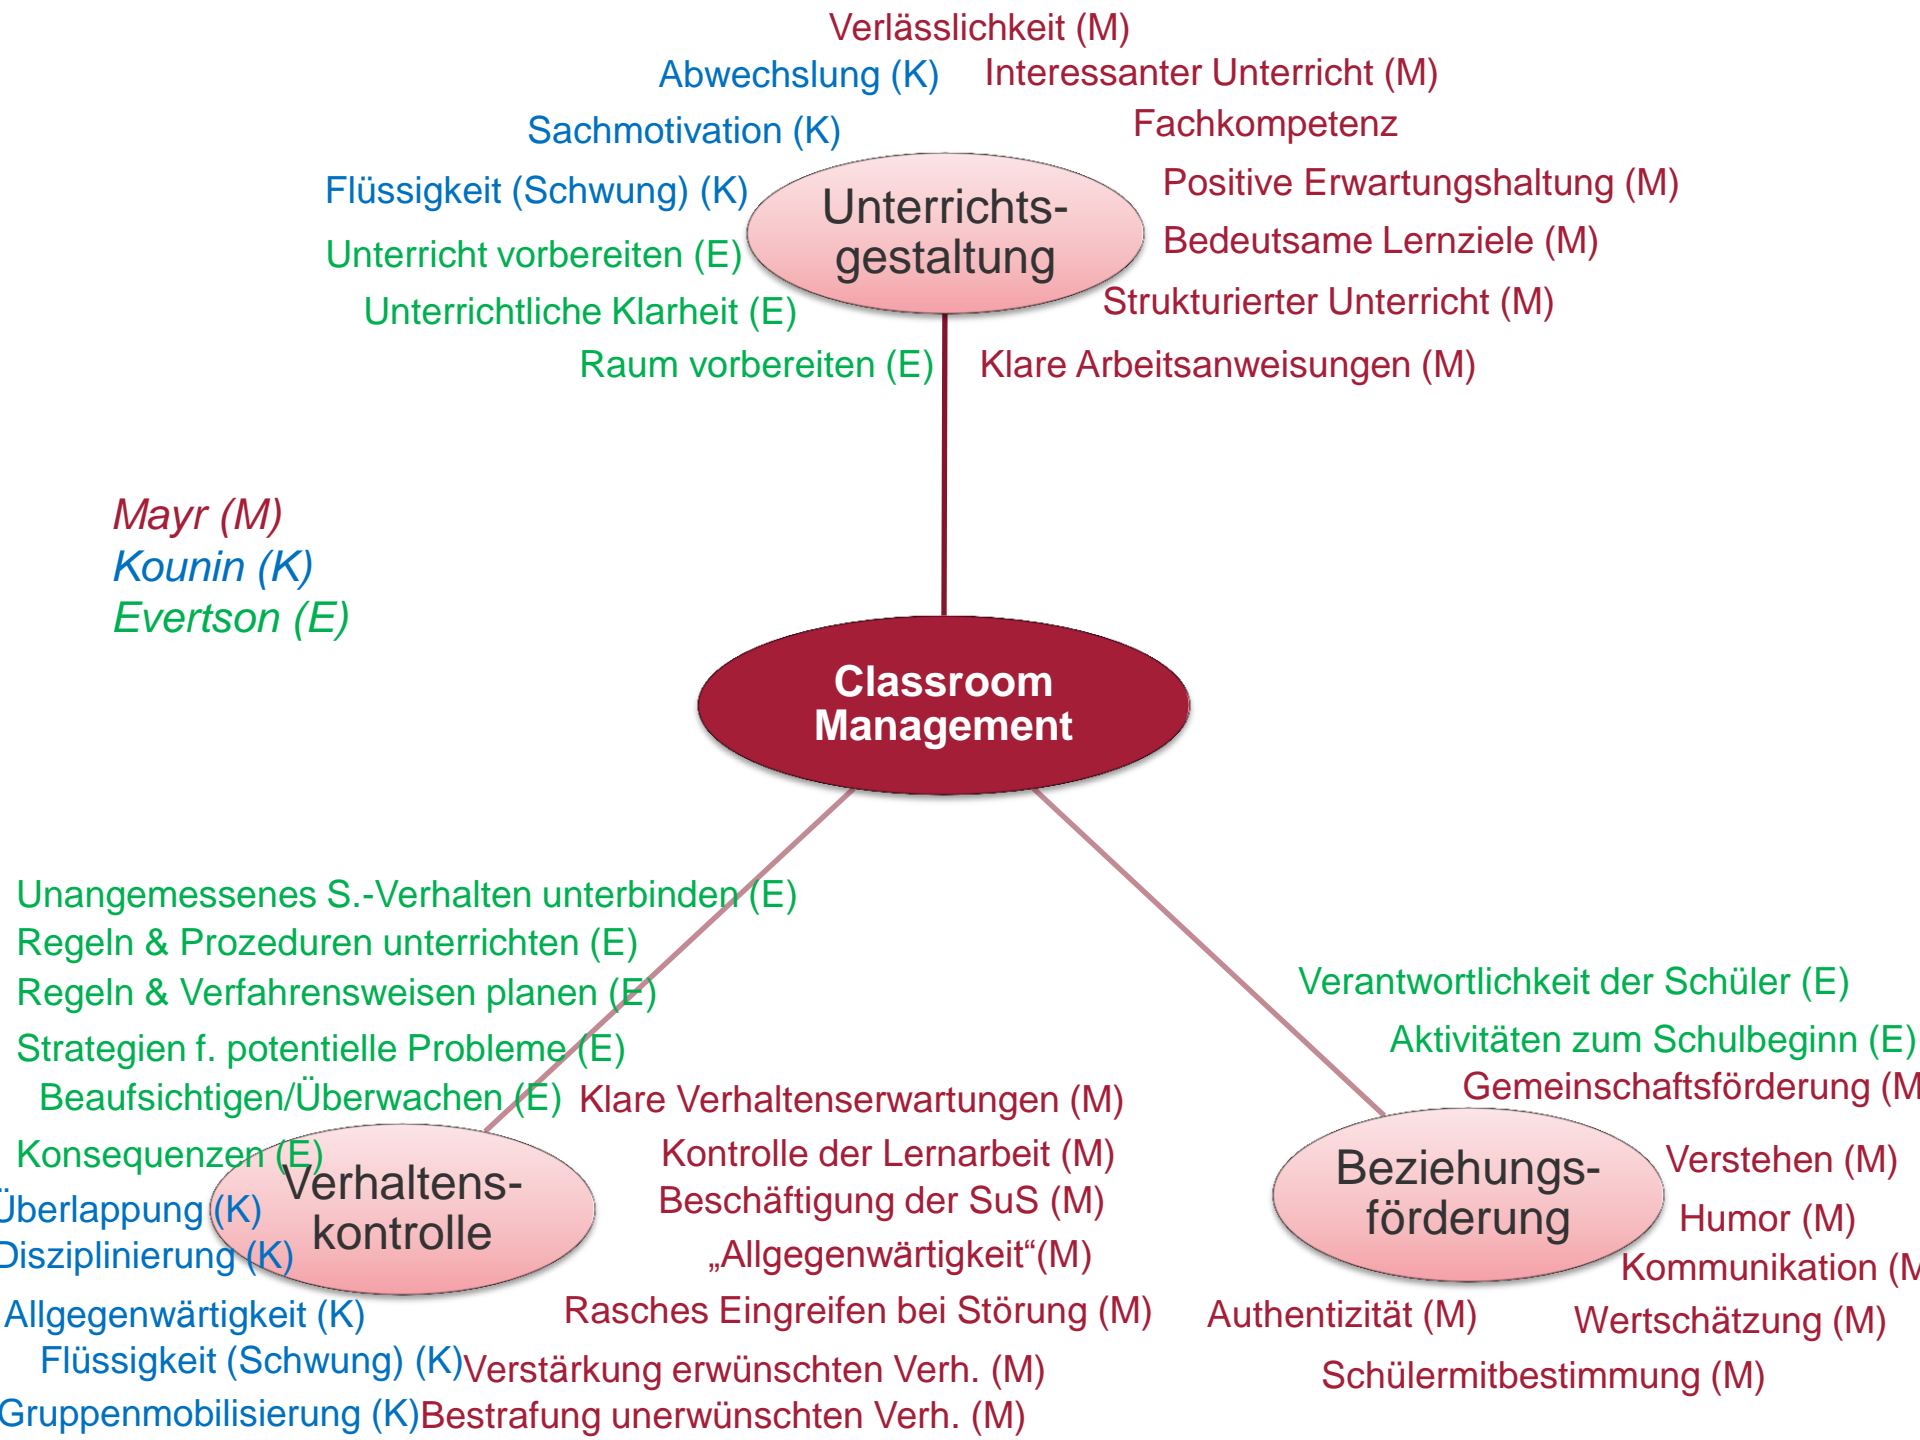 Verlässlichkeit (M)
Abwechslung (K)
Interessanter Unterricht (M)
Sachmotivation (K)
Fachkompetenz
Flüssigkeit (Schwung) (K)
Positive Erwartungshaltung (M)
Unterrichts-
gestaltung
Unterricht vorbereiten (E)
Bedeutsame Lernziele (M)
Unterrichtliche Klarheit (E)
Strukturierter Unterricht (M)
Raum vorbereiten (E)
Klare Arbeitsanweisungen (M)
Mayr (M)
Kounin (K)
Evertson (E)
Classroom
Management
Unangemessenes S.-Verhalten unterbinden (E)
Regeln & Prozeduren unterrichten (E)
Regeln & Verfahrensweisen planen (E)
Strategien f. potentielle Probleme (E)
Beaufsichtigen/Überwachen (E)
Konsequenzen (E)
Überlappung (K)
Disziplinierung (K)
Allgegenwärtigkeit (K)
Flüssigkeit (Schwung) (K)
Gruppenmobilisierung (K)
Verhaltens-
kontrolle
Klare Verhaltenserwartungen (M)
Kontrolle der Lernarbeit (M)
Beschäftigung der SuS (M)
„Allgegenwärtigkeit“(M)
Rasches Eingreifen bei Störung (M)
Verstärkung erwünschten Verh. (M)
Bestrafung unerwünschten Verh. (M)
Verantwortlichkeit der Schüler (E)
Aktivitäten zum Schulbeginn (E)
Gemeinschaftsförderung (M
Beziehungs-
förderung
Verstehen (M)
Humor (M)
Kommunikation (M
Authentizität (M)
Wertschätzung (M)
Schülermitbestimmung (M)